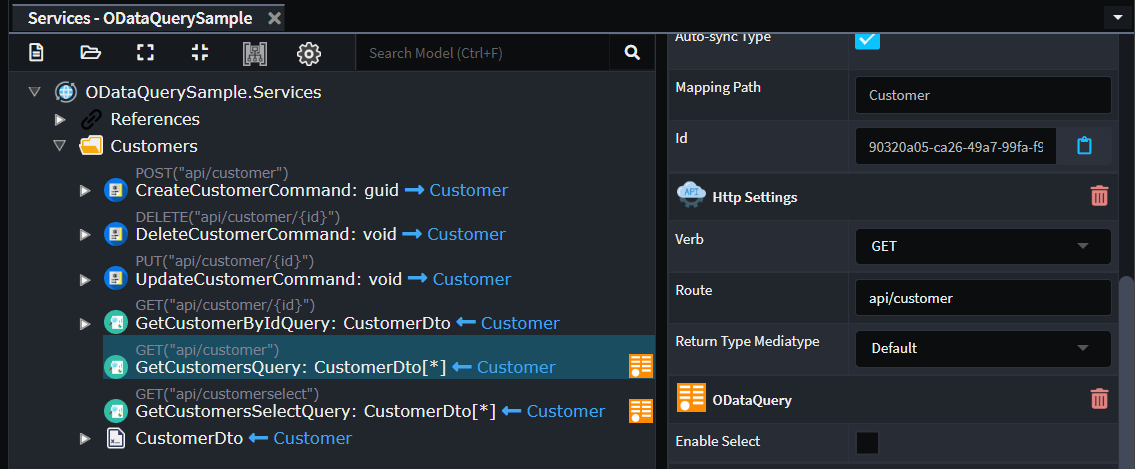 Services - ODataQuerySample
Search Model (Ctrl+F)
ODataQuerySample.Services
References
Customers
POST("api/customer")
CreateCustomerCommand: guid → Customer
DELETE("api/customer/{id}")
DeleteCustomerCommand: void → Customer
PUT("api/customer/{id}")
UpdateCustomerCommand: void → Customer
GET("api/customer/{id}")
GetCustomerByIdQuery: CustomerDto ← Customer
GET("api/customer")
GetCustomersQuery: CustomerDto[*] ← Customer
GET("api/customerselect")
GetCustomersSelectQuery: CustomerDto[*] ← Customer
CustomerDto ← Customer
Auto-sync Type
Mapping Path
Customer
Id
90320a05-ca26-49a7-99fa-f9
API
Http Settings
Verb
GET
Route
api/customer
Return Type Mediatype
Default
ODataQuery
Enable Select